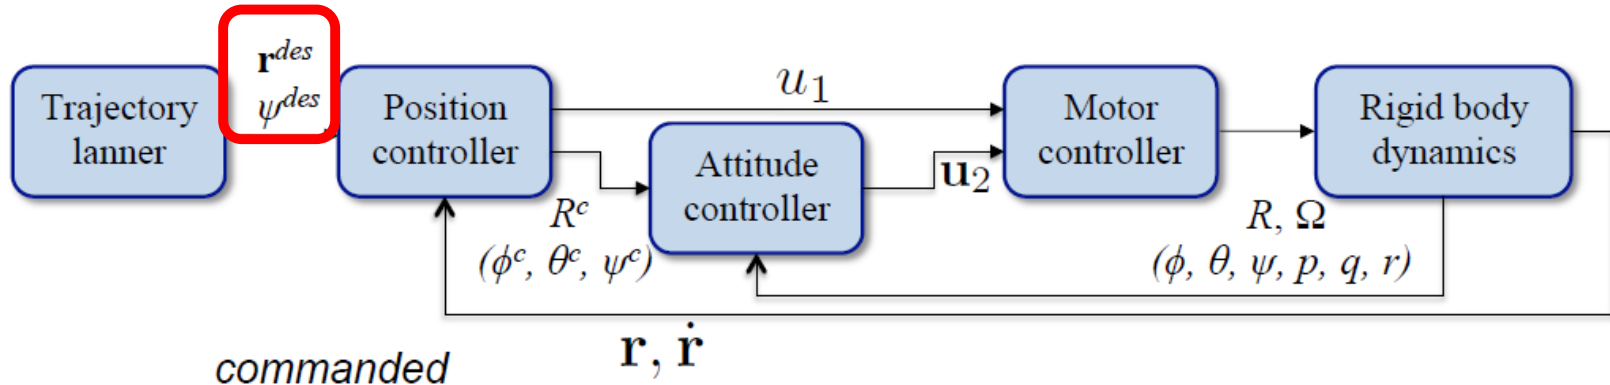 r^des
ψ^des
Trajectory
lanner
Position
controller
u₁
Attitude
controller
u₂
Motor
controller
Rigid body
dynamics
R^c
(ϕ^c, θ^c, ψ^c)
R, Ω
(ϕ, θ, ψ, p, q, r)
r, ṙ
commanded